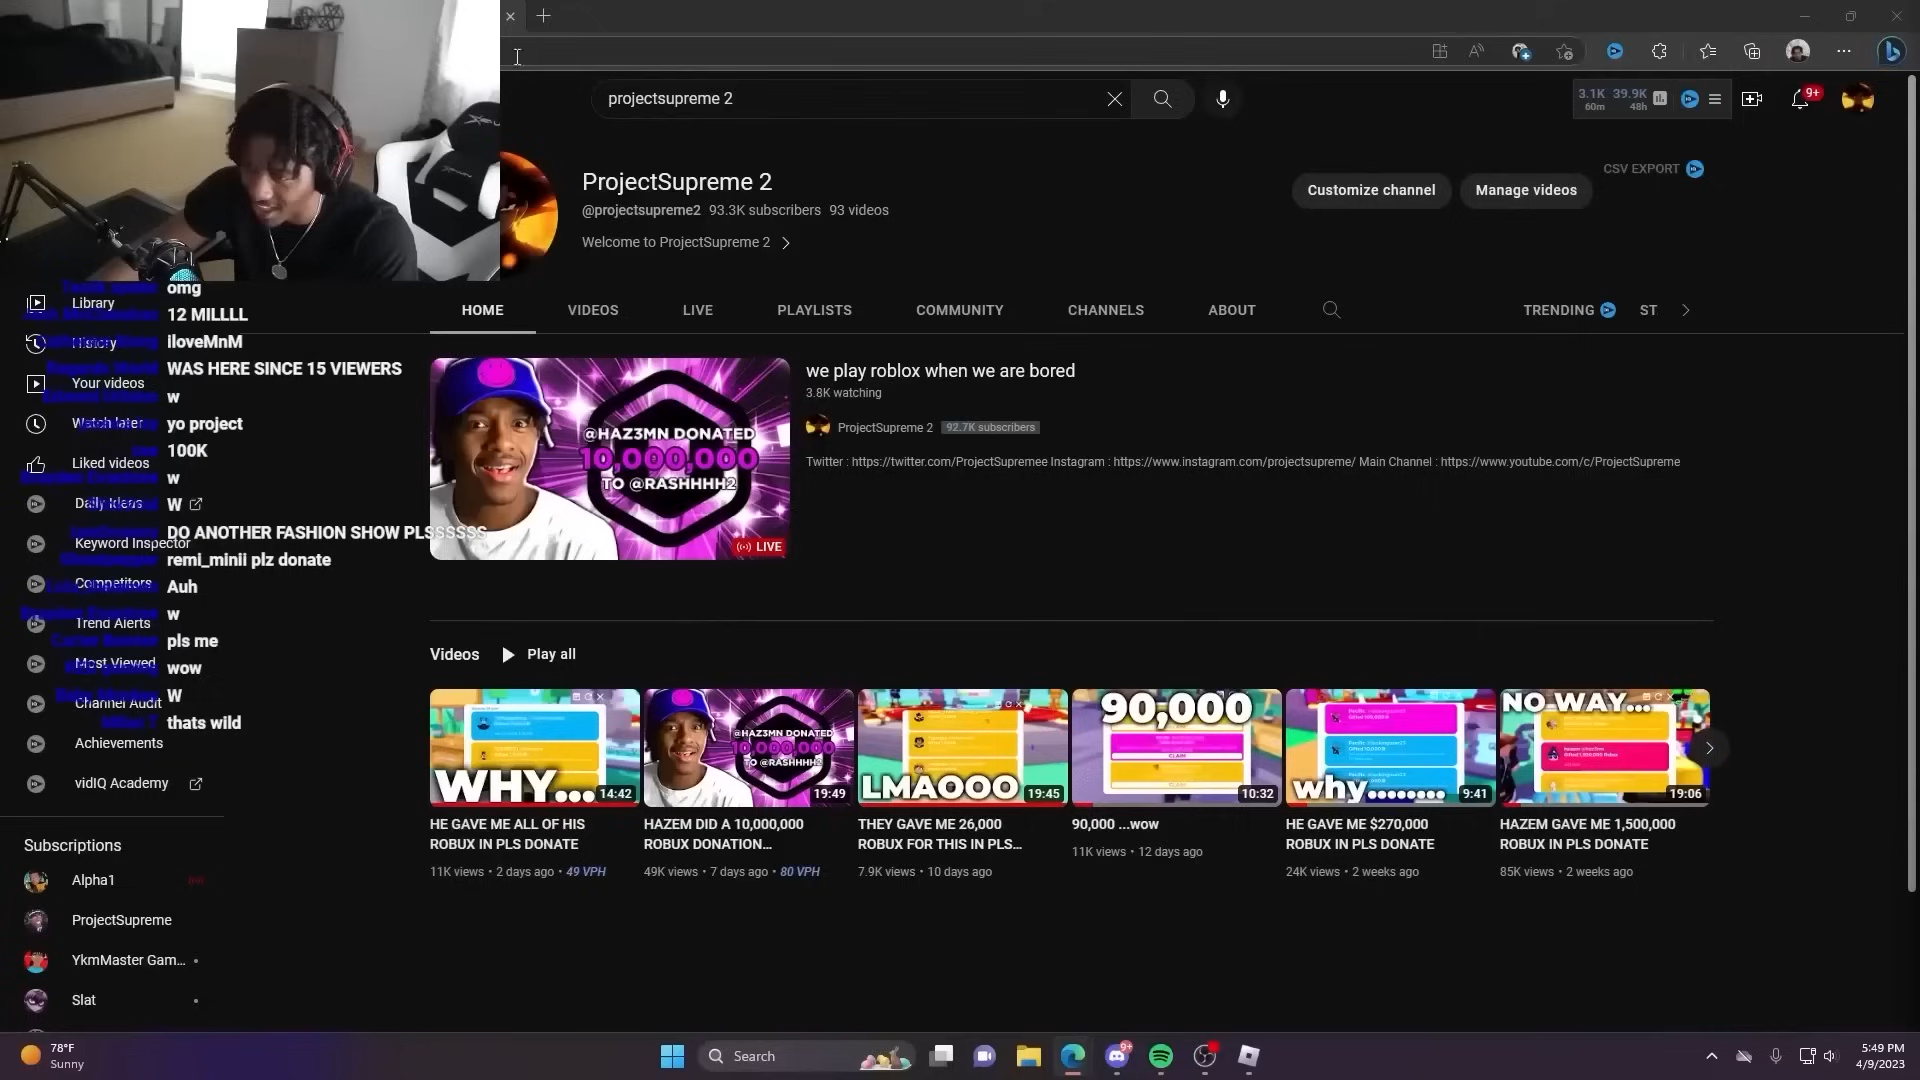 projectsupreme 2
3.1K 39.9K
60m 48h
9+
ProjectSupreme 2
@projectsupreme2 93.3K subscribers 93 videos
Welcome to ProjectSupreme 2
Customize channel
Manage videos
CSV EXPORT
HOME VIDEOS LIVE PLAYLISTS COMMUNITY CHANNELS ABOUT TRENDING ST
Library
Your videos
Liked videos
Keyword Inspector
Competitors
Trend Alerts
Most Viewed
Channel Audit
Achievements
vidIQ Academy
Subscriptions
Alpha1
ProjectSupreme
YkmMaster Gam...
Slat
omg
12 MILLLL
iloveMnM
WAS HERE SINCE 15 VIEWERS
w
yo project
100K
w
W
DO ANOTHER FASHION SHOW PLSSSSSS
remi_minii plz donate
Auh
w
pls me
wow
W
thats wild
@HAZ3MN DONATED
10,000,000
TO @RASHHHH2
LIVE
we play roblox when we are bored
3.8K watching
ProjectSupreme 2 92.7K subscribers
Twitter : https://twitter.com/ProjectSupremee Instagram : https://www.instagram.com/projectsupreme/ Main Channel : https://www.youtube.com/c/ProjectSupreme
Videos Play all
WHY...
14:42
HE GAVE ME ALL OF HIS
ROBUX IN PLS DONATE
11K views • 2 days ago • 49 VPH
@HAZ3MN DONATED
10,000,000
TO @RASHHHH2
19:49
HAZEM DID A 10,000,000
ROBUX DONATION...
49K views • 7 days ago • 80 VPH
LMAOOO
19:45
THEY GAVE ME 26,000
ROBUX FOR THIS IN PLS...
7.9K views • 10 days ago
90,000
10:32
90,000 ...wow
11K views • 12 days ago
why........
9:41
HE GAVE ME $270,000
ROBUX IN PLS DONATE
24K views • 2 weeks ago
NO WAY...
19:06
HAZEM GAVE ME 1,500,000
ROBUX IN PLS DONATE
85K views • 2 weeks ago
78°F
Sunny
Search
9+
5:49 PM
4/9/2023